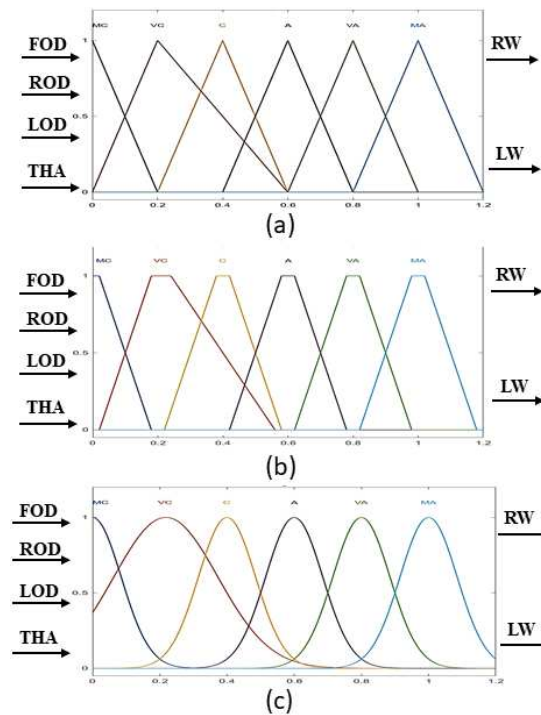 MC VC C A VA MA
FOD
ROD
LOD
THA
1
0.5
0
0 0.2 0.4 0.6 0.8 1 1.2
RW
LW
(a)
MC VC C A VA MA
FOD
ROD
LOD
THA
1
0.5
0
0 0.2 0.4 0.6 0.8 1 1.2
RW
LW
(b)
MC VC C A VA MA
FOD
ROD
LOD
THA
1
0.5
0
0 0.2 0.4 0.6 0.8 1 1.2
RW
LW
(c)